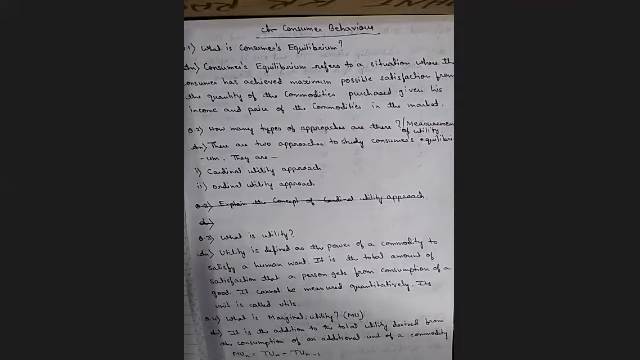 ch- Consumer Behaviour
Q.1) What is Consumer's Equilibrium?
Ans) Consumer's Equilibrium refers to a situation where the
consumer has achieved maximum possible satisfaction from
the quantity of the commodities purchased given his
income and price of the commodities in the market.
Q.2) How many types of approaches are there?/Measurement
of utility
Ans) There are two approaches to study consumer's equilibri
-um. They are —
i) Cardinal utility approach
ii) Ordinal utility approach
Q.3) Explain the Concept of Cardinal utility approach
Ans)
Q.3) What is utility?
Ans) Utility is defined as the power of a commodity to
satisfy a human want. It is the total amount of
satisfaction that a person gets from consumption of a
good. It cannot be measured quantitatively. Its
unit is called utils.
Q.4) What is Marginal utility? (MU)
Ans) It is the addition to the total utility derived from
the consumption of an additional unit of a commodity
MUn = TUn - TUn-1